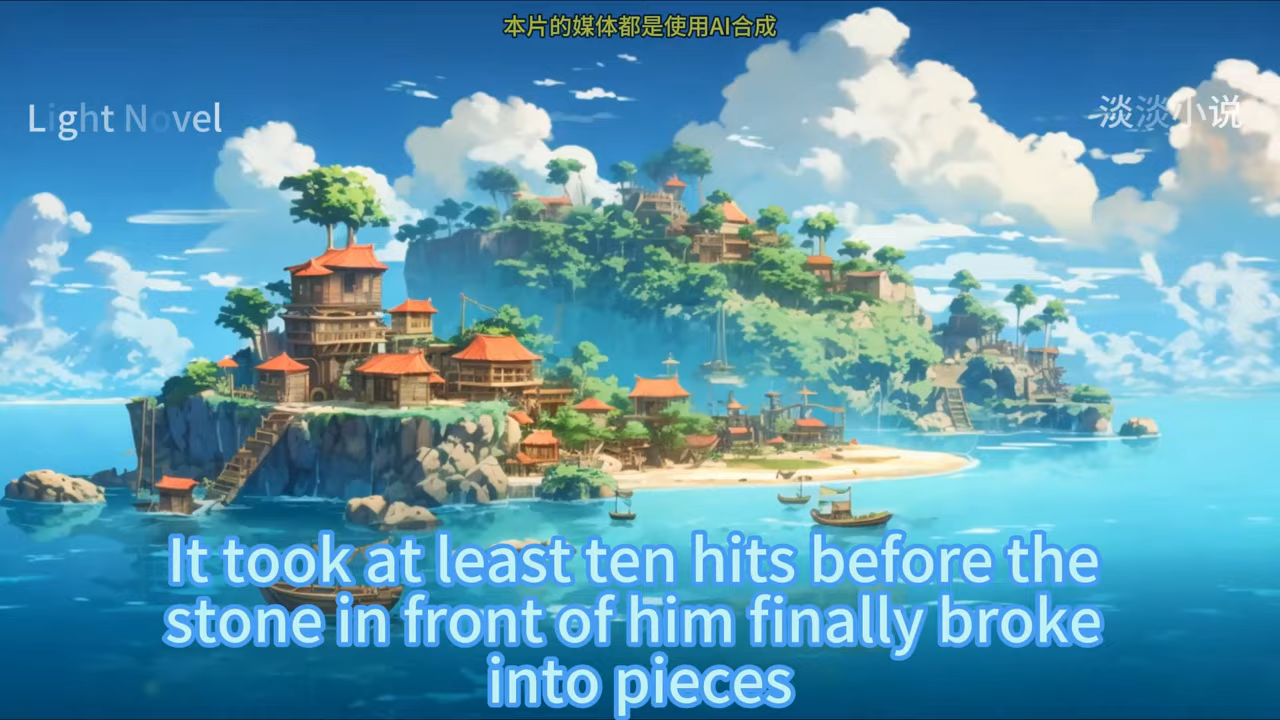 本片的媒体都是使用AI合成
Light Novel
淡淡小说
It took at least ten hits before the
stone in front of him finally broke
into pieces